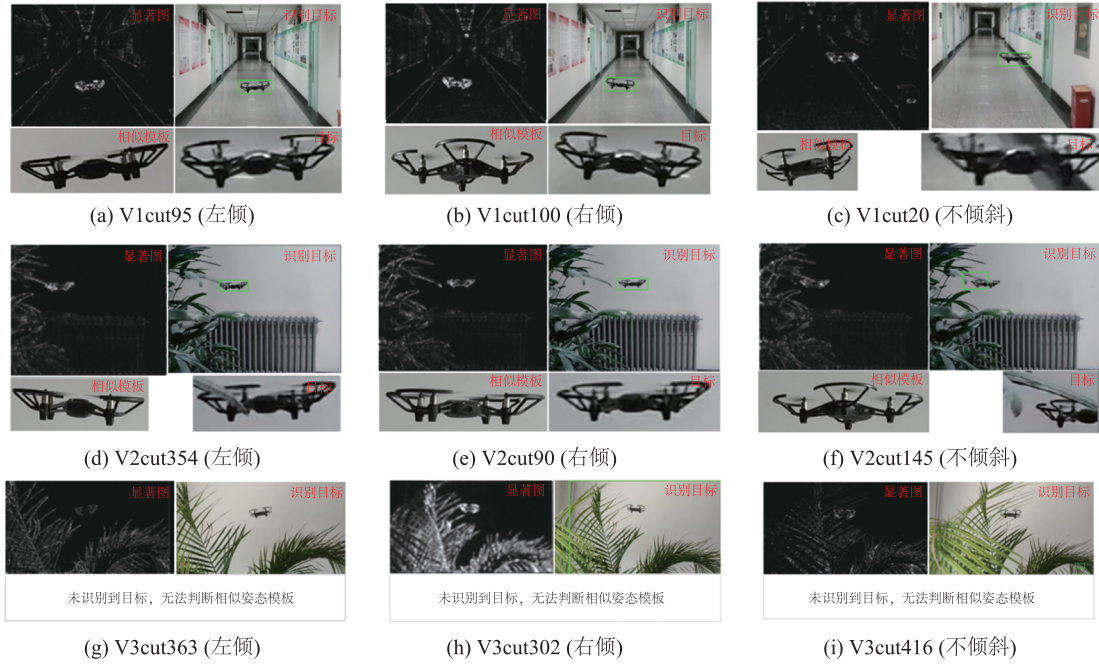 显著图 识别目标 显著图 识别目标 显著图 识别目标
相似模板 目标 相似模板 目标 相似模板 目标
(a) V1cut95 (左倾) (b) V1cut100 (右倾) (c) V1cut20 (不倾斜)
显著图 识别目标 显著图 识别目标 显著图 识别目标
相似模板 目标 相似模板 目标 相似模板 目标
(d) V2cut354 (左倾) (e) V2cut90 (右倾) (f) V2cut145 (不倾斜)
显著图 识别目标 显著图 识别目标 显著图 识别目标
未识别到目标，无法判断相似姿态模板 未识别到目标，无法判断相似姿态模板 未识别到目标，无法判断相似姿态模板
(g) V3cut363 (左倾) (h) V3cut302 (右倾) (i) V3cut416 (不倾斜)